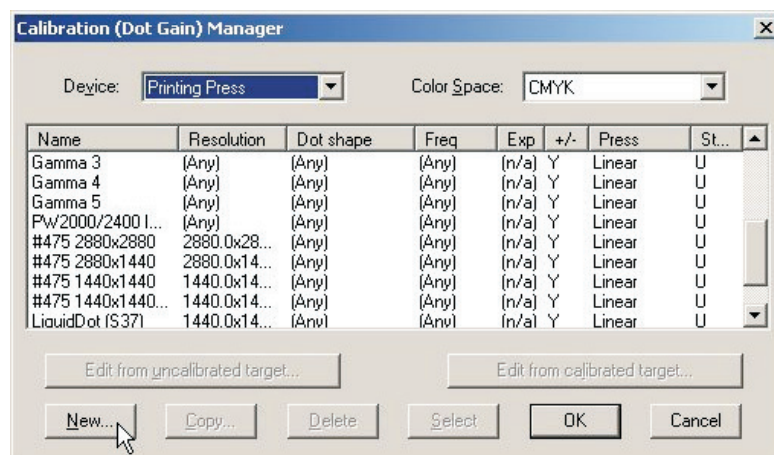 Calibration (Dot Gain) Manager
Device: Printing Press Color Space: CMYK
Name Resolution Dot shape Freq Exp +/- Press St...
Gamma 3 (Any) (Any) (Any) (n/a) Y Linear U
Gamma 4 (Any) (Any) (Any) (n/a) Y Linear U
Gamma 5 (Any) (Any) (Any) (n/a) Y Linear U
PW2000/2400 I... (Any) (Any) (Any) (n/a) Y Linear U
#475 2880x2880 2880.0x28... (Any) (Any) (n/a) Y Linear U
#475 2880x1440 2880.0x14... (Any) (Any) (n/a) Y Linear U
#475 1440x1440 1440.0x14... (Any) (Any) (n/a) Y Linear U
#475 1440x1440... 1440.0x14... (Any) (Any) (n/a) Y Linear U
LiquidDot (S37) 1440.0x14... (Any) (Any) (n/a) Y Linear U
Edit from uncalibrated target... Edit from calibrated target...
New... Copy... Delete Select OK Cancel